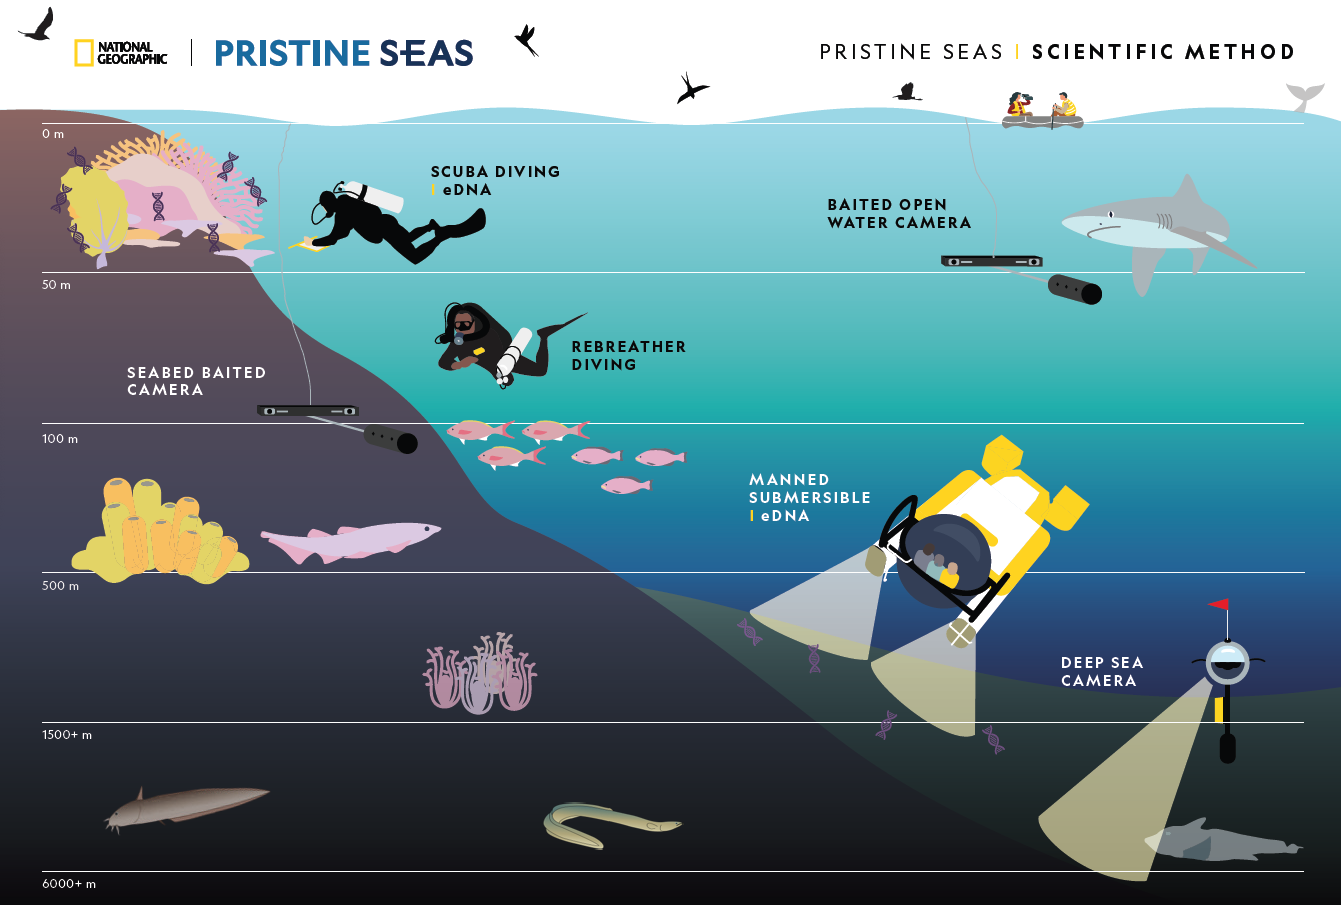 NATIONAL
GEOGRAPHIC
PRISTINE SEAS
PRISTINE SEAS | SCIENTIFIC METHOD
0 m
SCUBA DIVING
| eDNA
BAITED OPEN
WATER CAMERA
50 m
REBREATHER
DIVING
SEABED BAITED
CAMERA
100 m
MANNED
SUBMERSIBLE
| eDNA
500 m
DEEP SEA
CAMERA
1500+ m
6000+ m